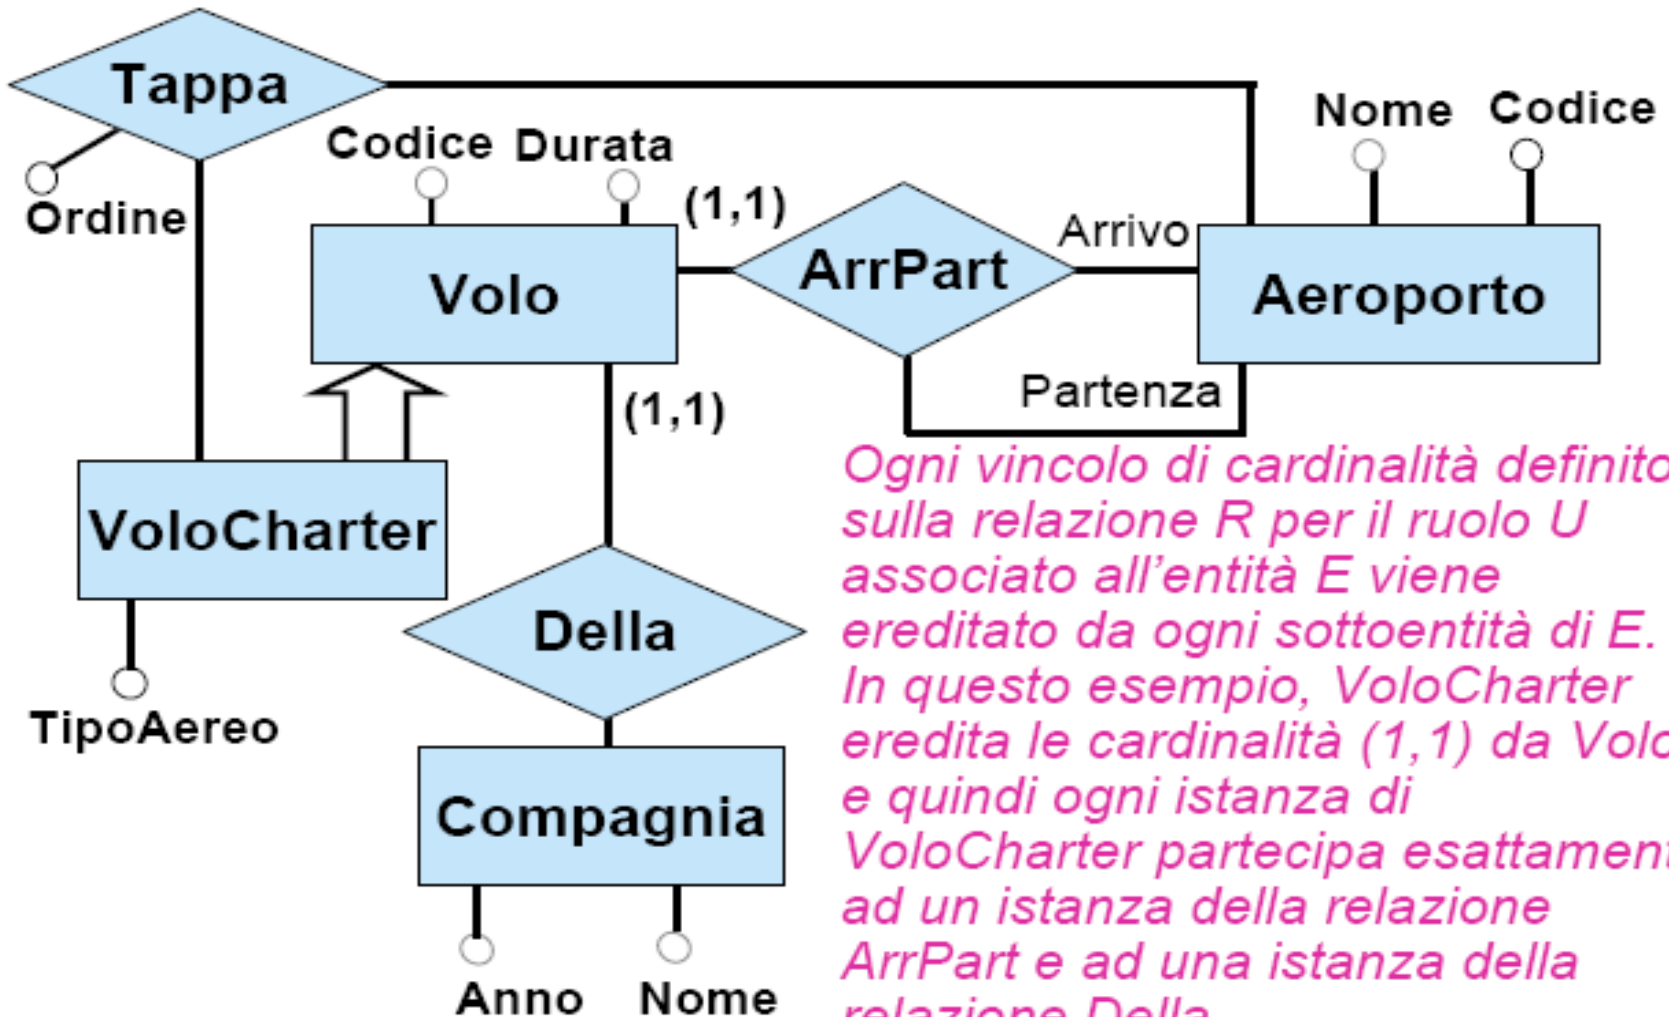 Tappa
Nome Codice
Codice Durata
Ordine
(1,1)
Arrivo
Volo
ArrPart
Aeroporto
Partenza
(1,1)
VoloCharter
Della
TipoAereo
Compagnia
Anno Nome
Ogni vincolo di cardinalità definito
sulla relazione R per il ruolo U
associato all'entità E viene
ereditato da ogni sottoentità di E.
In questo esempio, VoloCharter
eredita le cardinalità (1,1) da Volo
e quindi ogni istanza di
VoloCharter partecipa esattament
ad un istanza della relazione
ArrPart e ad una istanza della
relazione Della